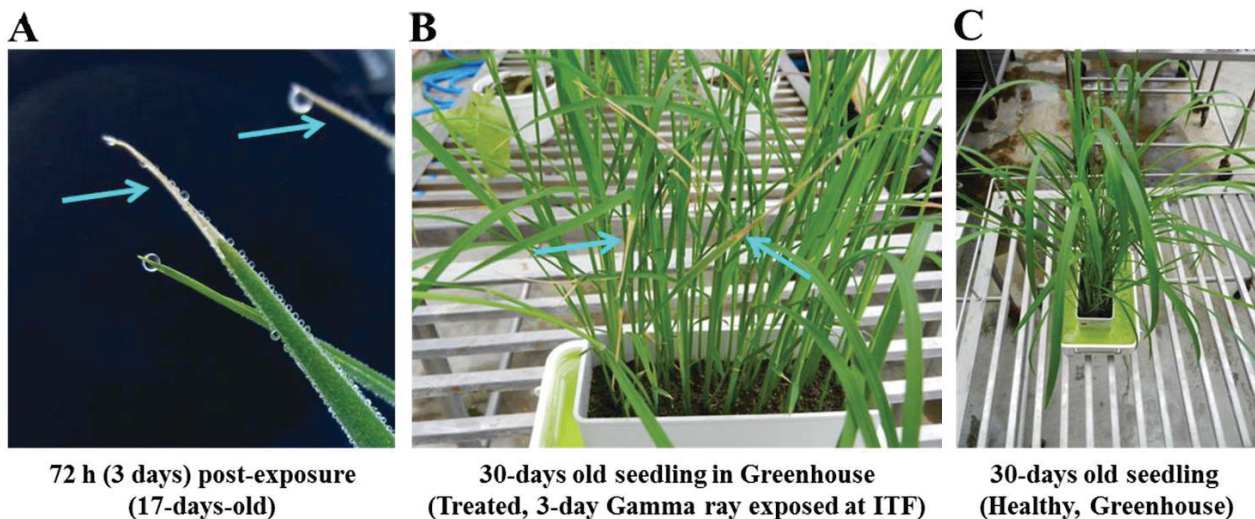 A
B
C
72 h (3 days) post-exposure
(17-days-old)
30-days old seedling in Greenhouse
(Treated, 3-day Gamma ray exposed at ITF)
30-days old seedling
(Healthy, Greenhouse)